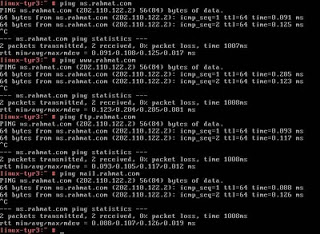 linux-tyr3:~ # ping ns.rahmat.com
PING ns.rahmat.com (202.110.122.2) 56(84) bytes of data.
64 bytes from ns.rahmat.com (202.110.122.2): icmp_seq=1 ttl=64 time=0.091 ms
64 bytes from ns.rahmat.com (202.110.122.2): icmp_seq=2 ttl=64 time=0.125 ms
^C
--- ns.rahmat.com ping statistics ---
2 packets transmitted, 2 received, 0% packet loss, time 1007ms
rtt min/avg/max/mdev = 0.091/0.108/0.125/0.017 ms
linux-tyr3:~ # ping www.rahmat.com
PING ns.rahmat.com (202.110.122.2) 56(84) bytes of data.
64 bytes from ns.rahmat.com (202.110.122.2): icmp_seq=1 ttl=64 time=0.285 ms
64 bytes from ns.rahmat.com (202.110.122.2): icmp_seq=2 ttl=64 time=0.123 ms
^C
--- ns.rahmat.com ping statistics ---
2 packets transmitted, 2 received, 0% packet loss, time 1000ms
rtt min/avg/max/mdev = 0.123/0.204/0.285/0.081 ms
linux-tyr3:~ # ping ftp.rahmat.com
PING ns.rahmat.com (202.110.122.2) 56(84) bytes of data.
64 bytes from ns.rahmat.com (202.110.122.2): icmp_seq=1 ttl=64 time=0.093 ms
64 bytes from ns.rahmat.com (202.110.122.2): icmp_seq=2 ttl=64 time=0.117 ms
^C
--- ns.rahmat.com ping statistics ---
2 packets transmitted, 2 received, 0% packet loss, time 1000ms
rtt min/avg/max/mdev = 0.093/0.105/0.117/0.012 ms
linux-tyr3:~ # ping mail.rahmat.com
PING ns.rahmat.com (202.110.122.2) 56(84) bytes of data.
64 bytes from ns.rahmat.com (202.110.122.2): icmp_seq=1 ttl=64 time=0.088 ms
64 bytes from ns.rahmat.com (202.110.122.2): icmp_seq=2 ttl=64 time=0.126 ms
^C
--- ns.rahmat.com ping statistics ---
2 packets transmitted, 2 received, 0% packet loss, time 1000ms
rtt min/avg/max/mdev = 0.088/0.107/0.126/0.019 ms
linux-tyr3:~ #